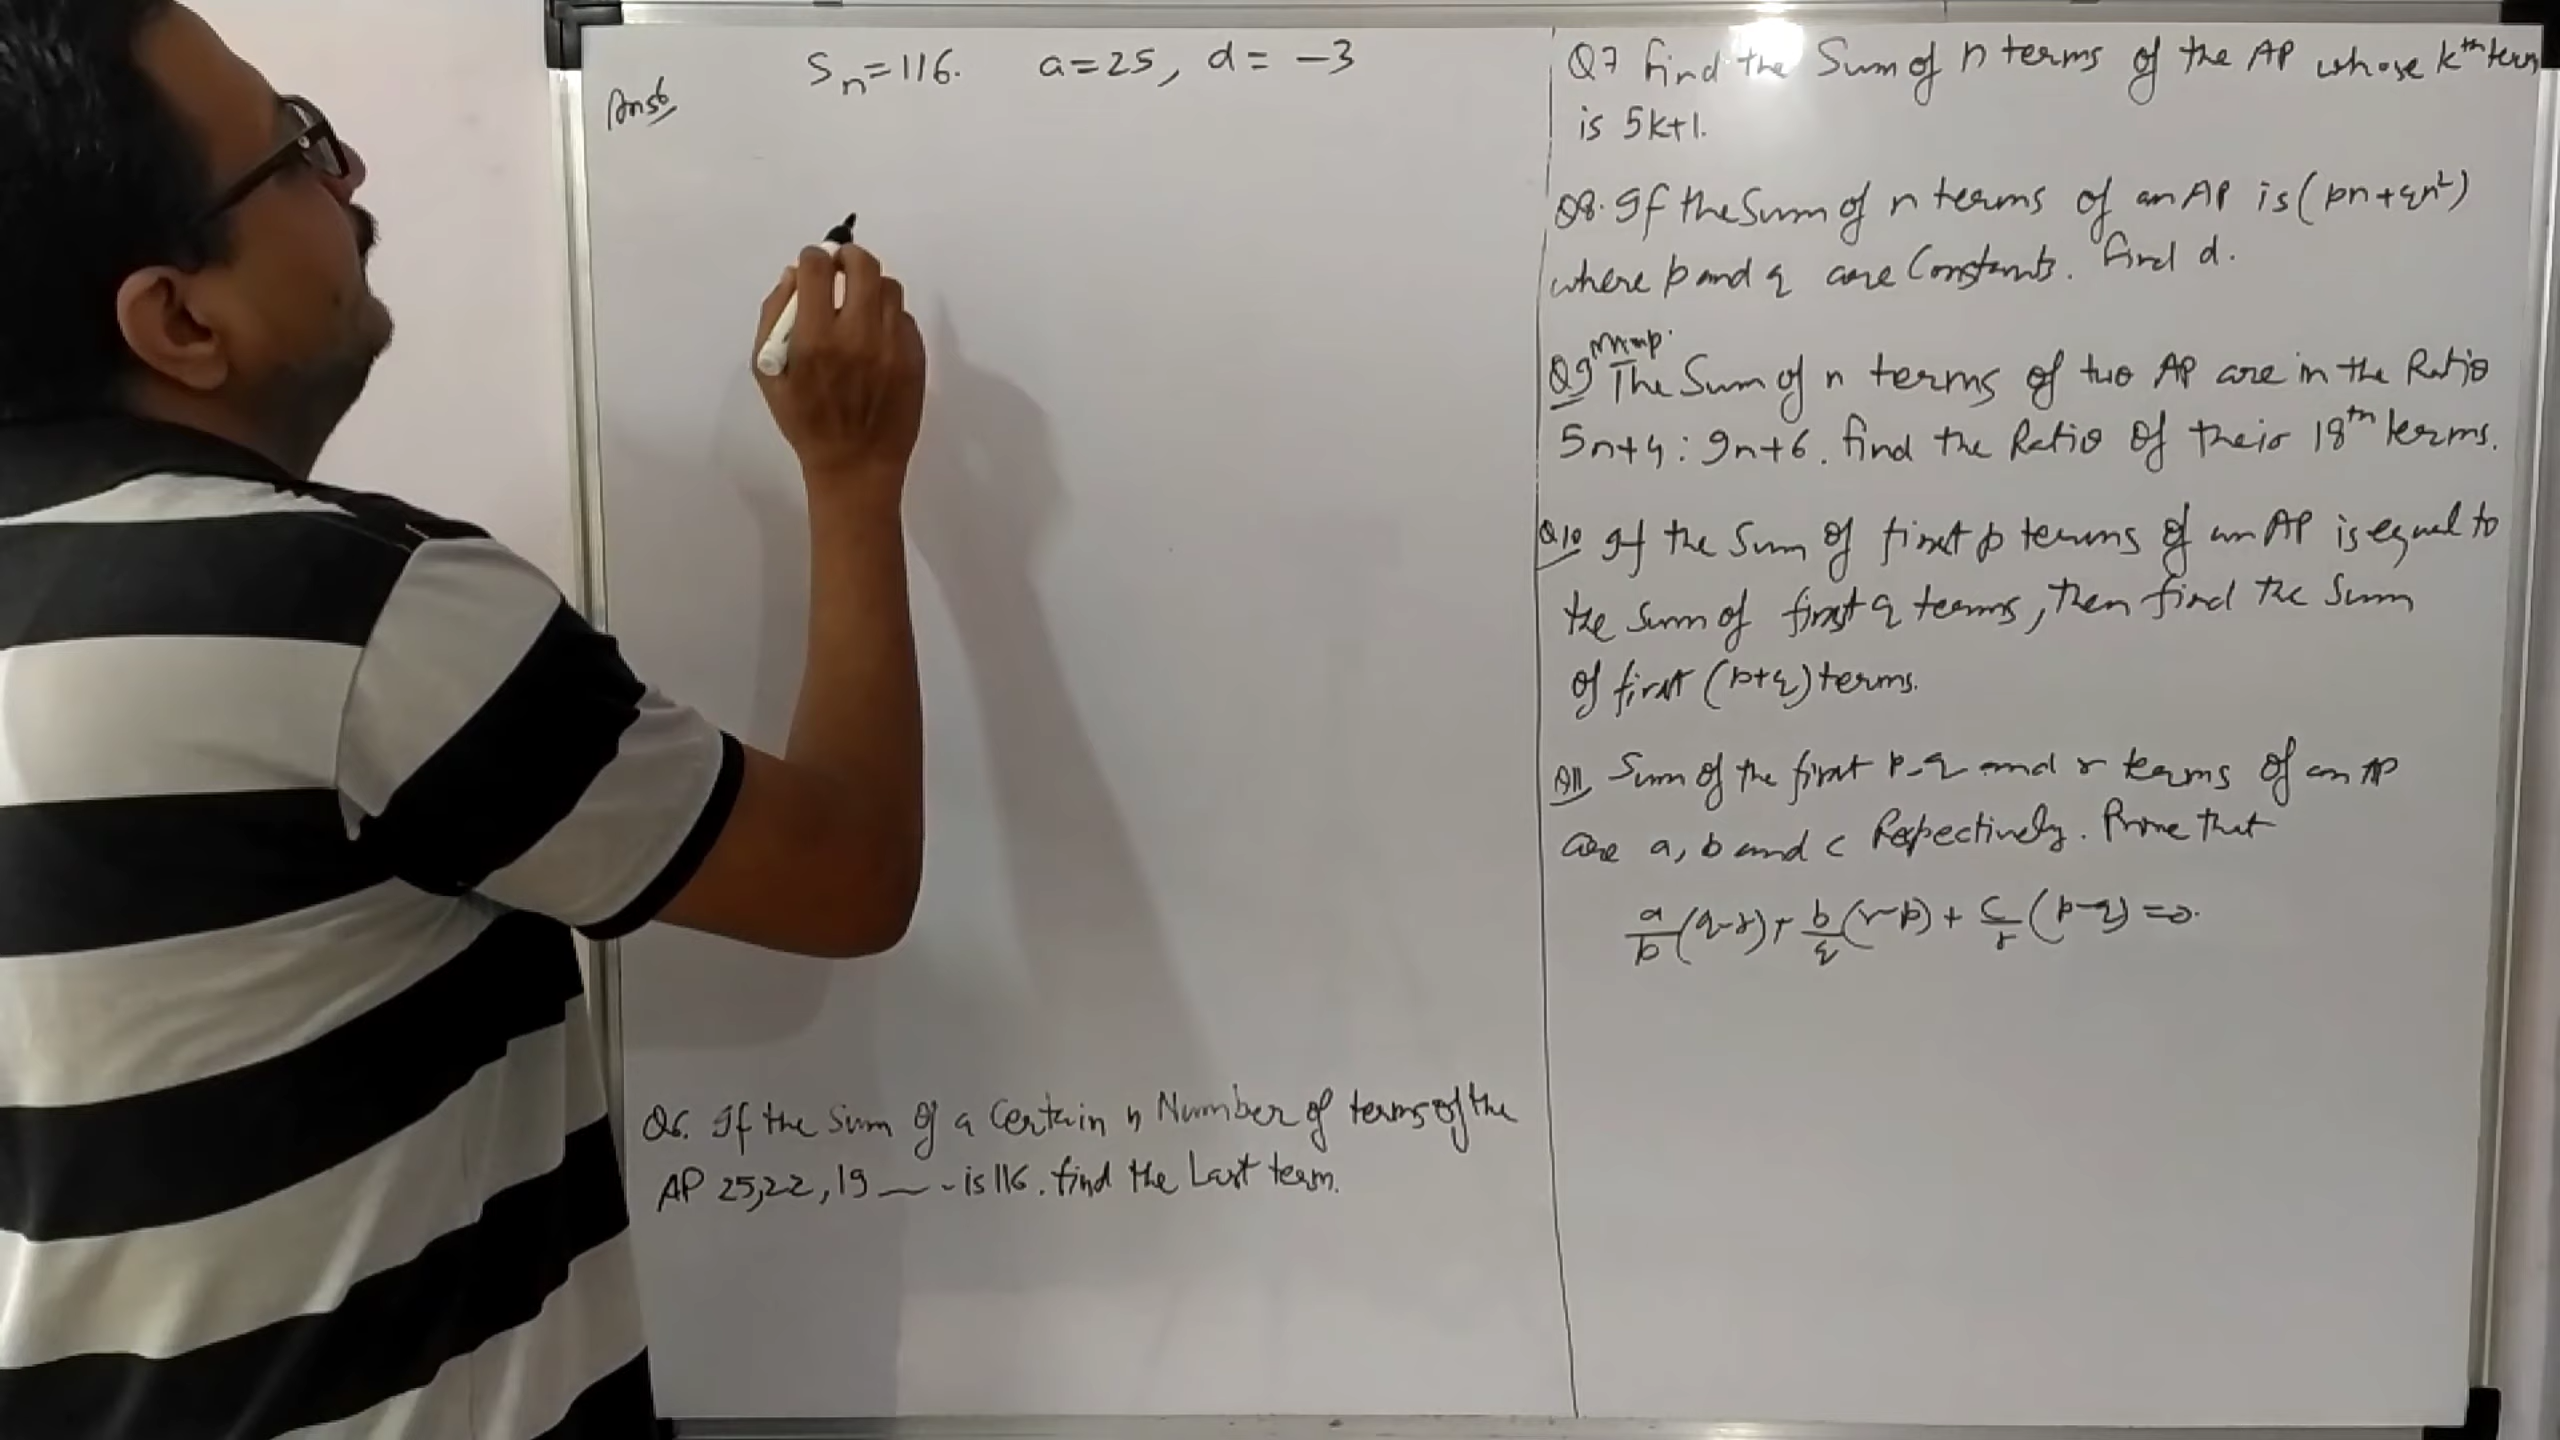 Ans6 Sn=116. a=25, d= -3
Q6. If the Sum of a Certain n Number of terms of the
AP 25,22,19 --- is 116. find the Last term.
Q7 find the Sum of n terms of the AP whose kth term
is 5k+1.
Q8. If the Sum of n terms of an AP is (pn+qn²)
where p and q are Constants. find d.
Q9 The Sum of n terms of two AP are in the Ratio
5n+4 : 9n+6. find the Ratio of their 18th terms.
Q10 If the Sum of first p terms of an AP is equal to
the Sum of first q terms, then find the Sum
of first (p+q) terms.
Q11 Sum of the first p q and r terms of an AP
are a, b and c Respectively. Prove that
a/p (q-r) + b/q (r-p) + c/r (p-q) = 0.